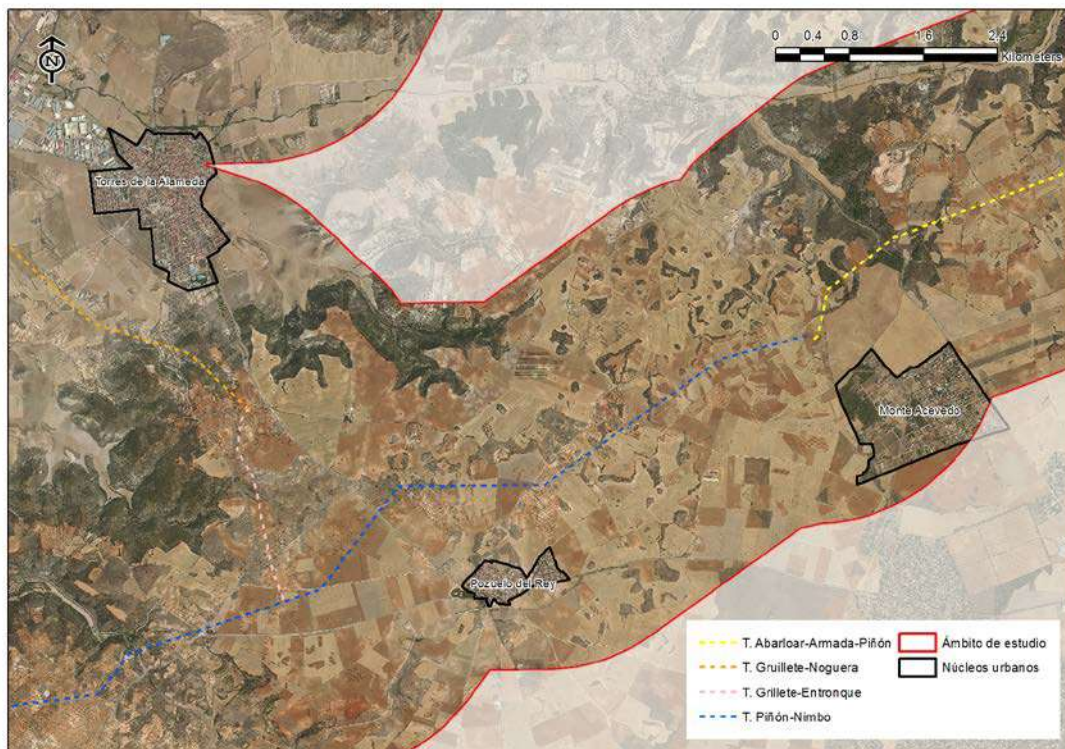 N
0 0.4 0.8 1.6 2.4
Kilometers
Torres de la Alameda
Monte Acevedo
Pozuelo del Rey
T. Abarloar-Armada-Piñón
T. Gruillete-Noguera
T. Grillete-Entronque
T. Piñón-Nimbo
Ámbito de estudio
Núcleos urbanos